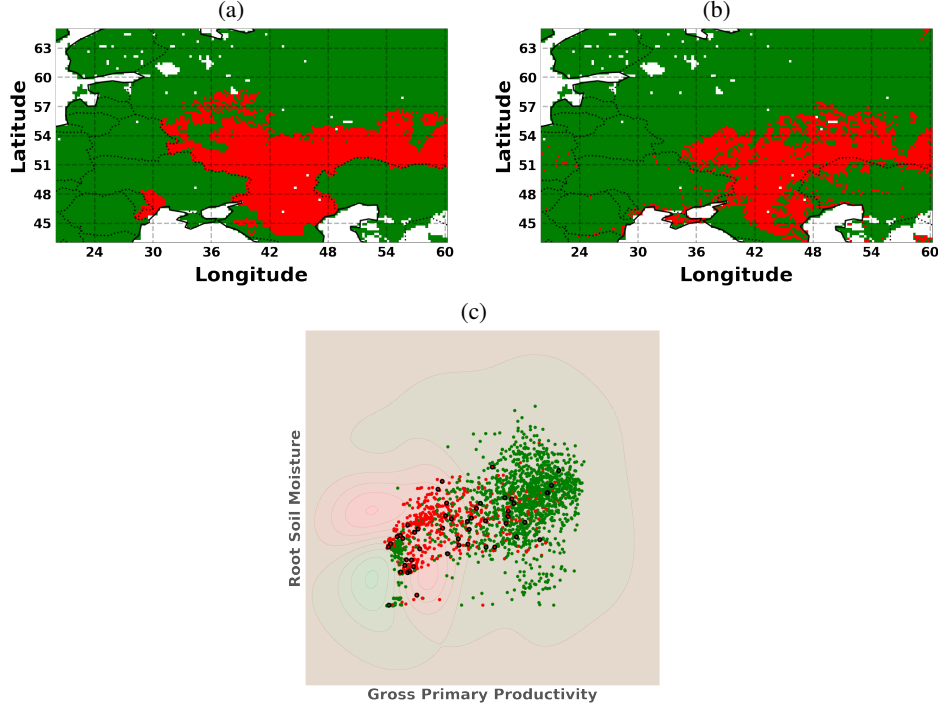 (a) (b)
63 63
60 60
57 57
54 54
51 51
48 48
45 45
Latitude Latitude
24 30 36 42 48 54 60 24 30 36 42 48 54 60
Longitude Longitude
(c)
Root Soil Moisture
Gross Primary Productivity